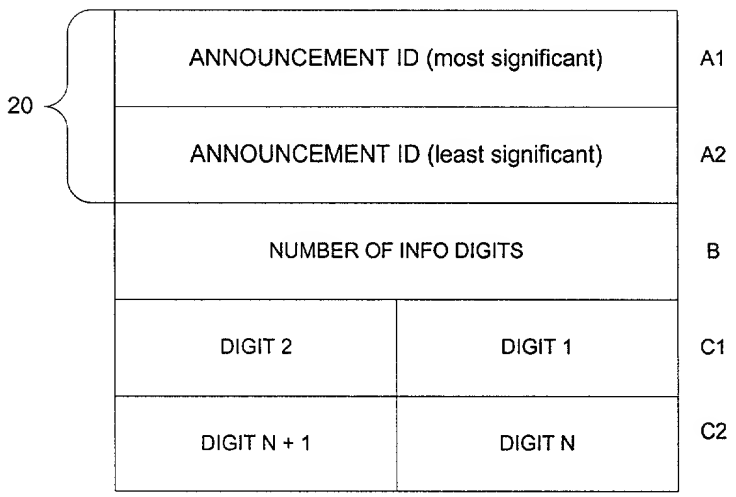 ANNOUNCEMENT ID (most significant) A1
20
ANNOUNCEMENT ID (least significant) A2
NUMBER OF INFO DIGITS B
DIGIT 2 DIGIT 1 C1
DIGIT N + 1 DIGIT N C2